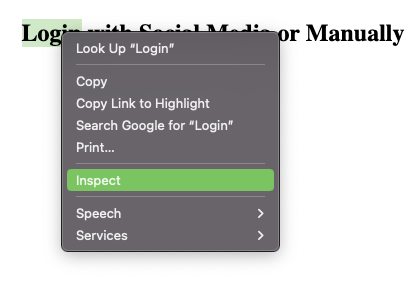 Login with Social Media or Manually
Look Up “Login”
Copy
Copy Link to Highlight
Search Google for “Login”
Print...
Inspect
Speech
Services